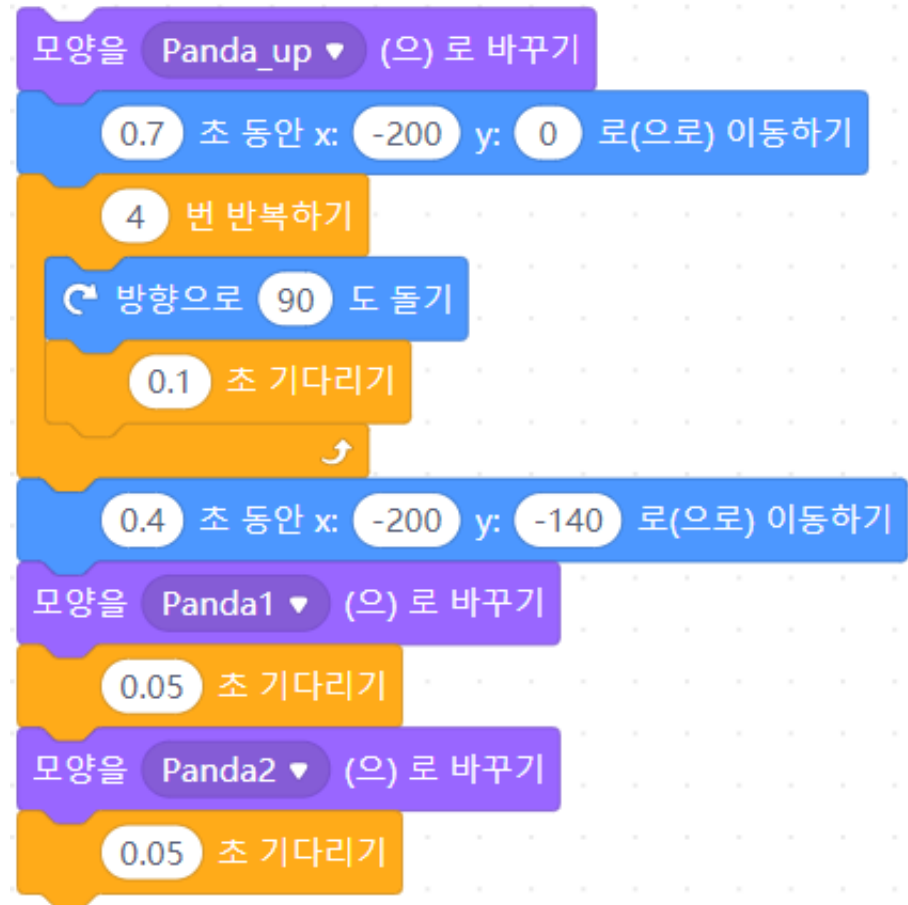 모양을 Panda_up (으) 로 바꾸기
0.7 초 동안 x: -200 y: 0 로(으로) 이동하기
4 번 반복하기
방향으로 90 도 돌기
0.1 초 기다리기
0.4 초 동안 x: -200 y: -140 로(으로) 이동하기
모양을 Panda1 (으) 로 바꾸기
0.05 초 기다리기
모양을 Panda2 (으) 로 바꾸기
0.05 초 기다리기